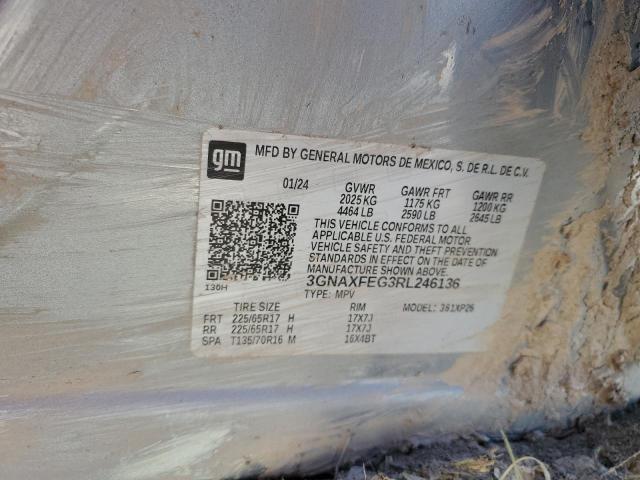 gm
MFD BY GENERAL MOTORS DE MEXICO, S. DE R.L. DE C.V.
01/24 GVWR GAWR FRT GAWR RR
2025 KG 1175 KG 1200 KG
4464 LB 2590 LB 2645 LB
THIS VEHICLE CONFORMS TO ALL
APPLICABLE U.S. FEDERAL MOTOR
VEHICLE SAFETY AND THEFT PREVENTION
STANDARDS IN EFFECT ON THE DATE OF
MANUFACTURE SHOWN ABOVE.
130H 3GNAXFEG3RL246136
TYPE: MPV MODEL: 381XP26
TIRE SIZE RIM
FRT 225/65R17 H 17X7J
RR 225/65R17 H 17X7J
SPA T135/70R16 M 16X4BT